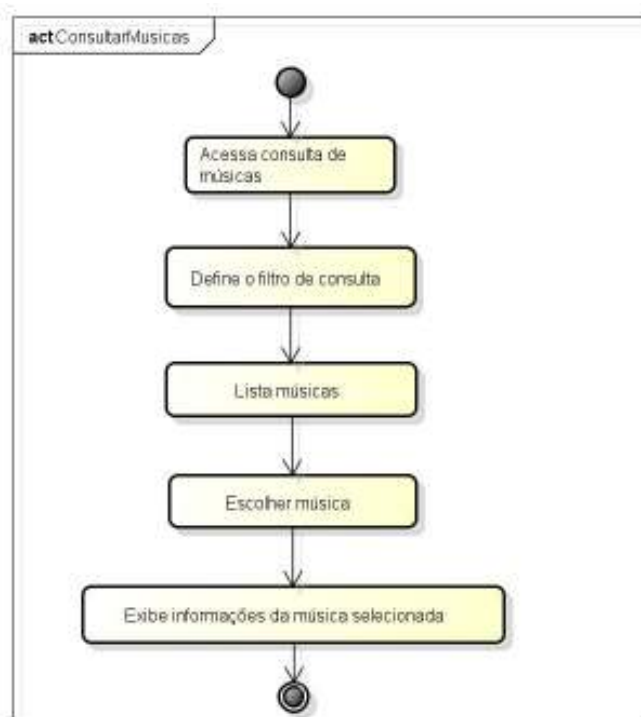 act ConsultarMusicas
Acessa consulta de
músicas
Define o filtro de consulta
Lista músicas
Escolher música
Exibe informações da música selecionada